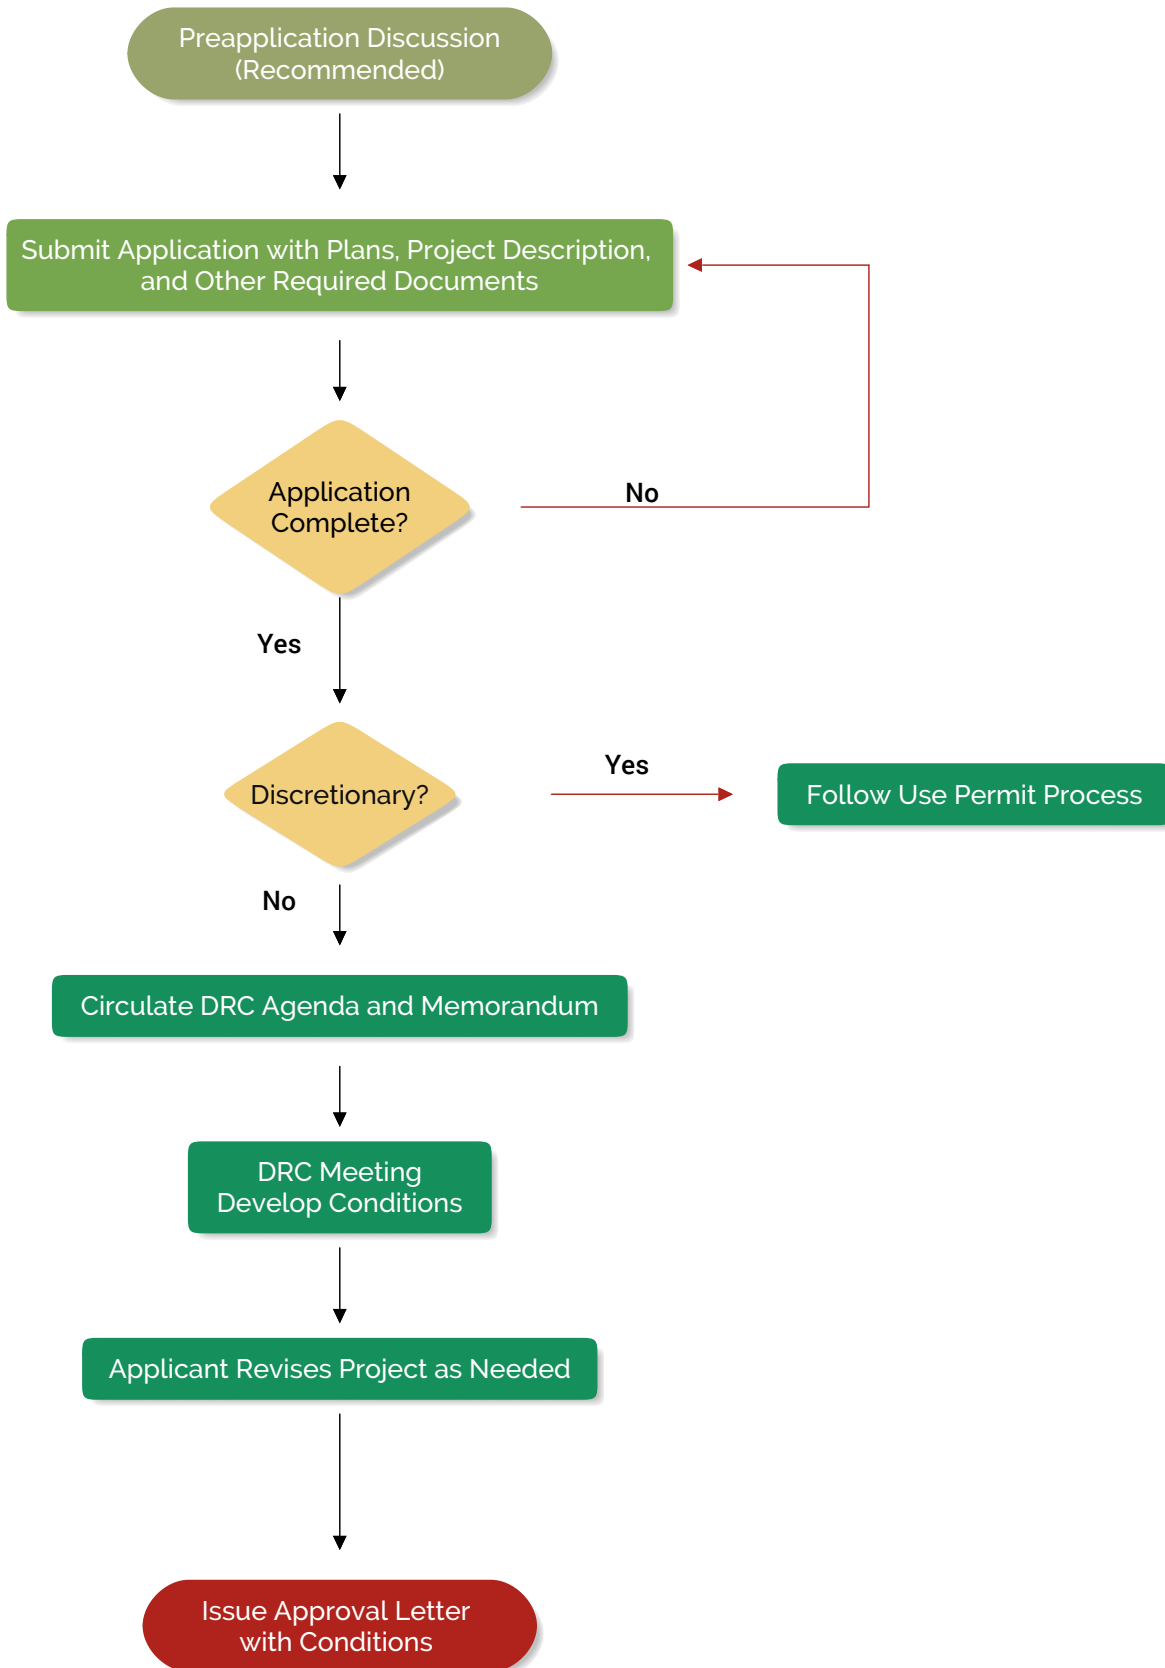 Preapplication Discussion
(Recommended)
Submit Application with Plans, Project Description,
and Other Required Documents
Application
Complete?
No
Yes
Discretionary?
Yes
Follow Use Permit Process
No
Circulate DRC Agenda and Memorandum
DRC Meeting
Develop Conditions
Applicant Revises Project as Needed
Issue Approval Letter
with Conditions